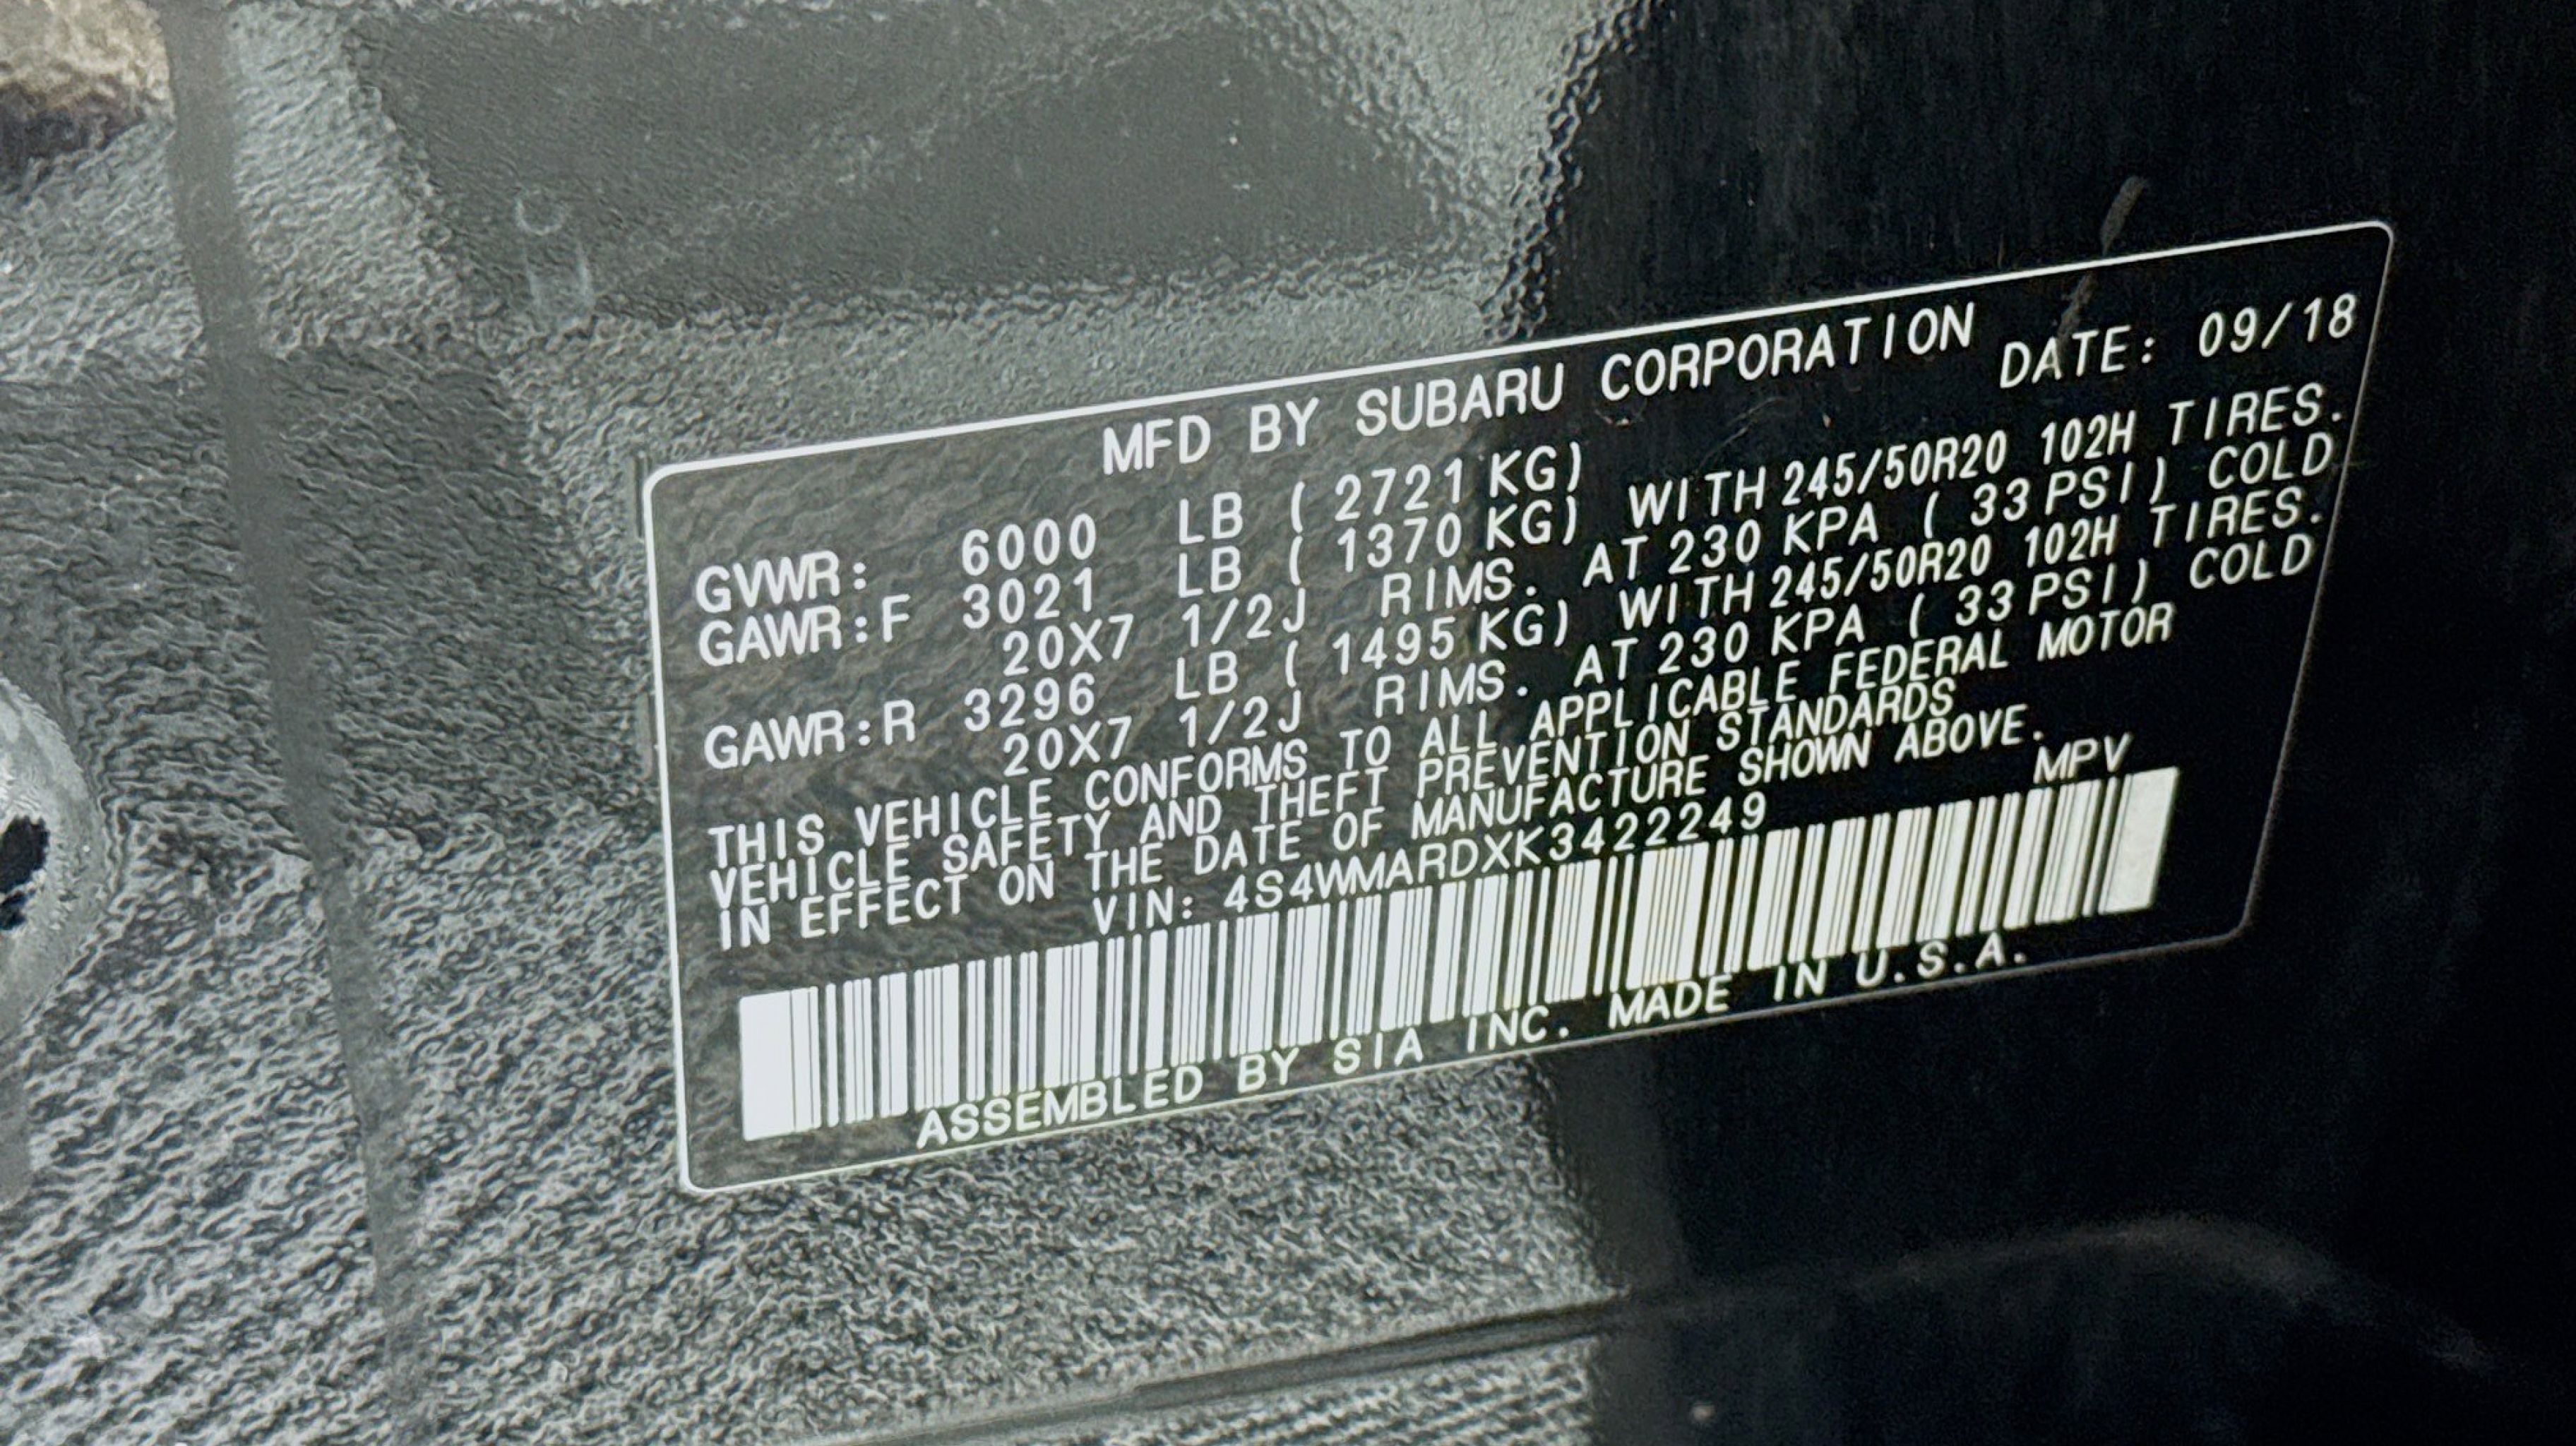 MFD BY SUBARU CORPORATION
DATE: 09/18
GVWR: 6000 LB ( 2721 KG)
GAWR:F 3021 LB ( 1370 KG) WITH 245/50R20 102H TIRES.
20X7 1/2J RIMS. AT 230 KPA ( 33 PSI) COLD
GAWR:R 3296 LB ( 1495 KG) WITH 245/50R20 102H TIRES.
20X7 1/2J RIMS. AT 230 KPA ( 33 PSI) COLD
THIS VEHICLE CONFORMS TO ALL APPLICABLE FEDERAL MOTOR
VEHICLE SAFETY AND THEFT PREVENTION STANDARDS
IN EFFECT ON THE DATE OF MANUFACTURE SHOWN ABOVE.
VIN: 4S4WMARDXK3422249 MPV
ASSEMBLED BY SIA INC. MADE IN U.S.A.